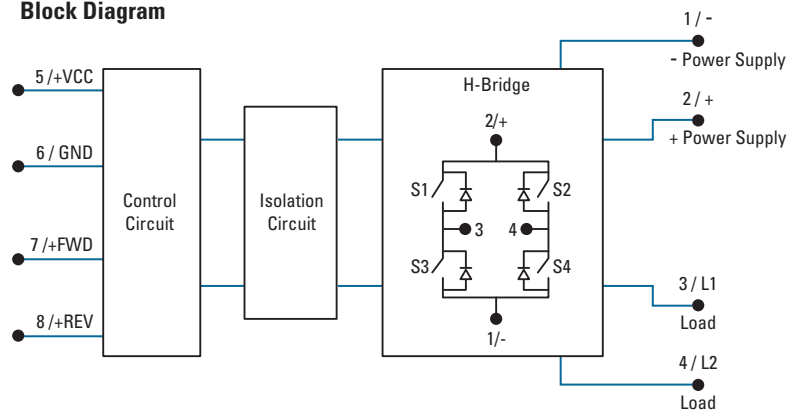 Block Diagram
5 /+VCC
6 / GND
7 /+FWD
8 /+REV
Control
Circuit
Isolation
Circuit
H-Bridge
2/+
S1
S2
3
4
S3
S4
1/-
1 / -
- Power Supply
2 / +
+ Power Supply
3 / L1
Load
4 / L2
Load